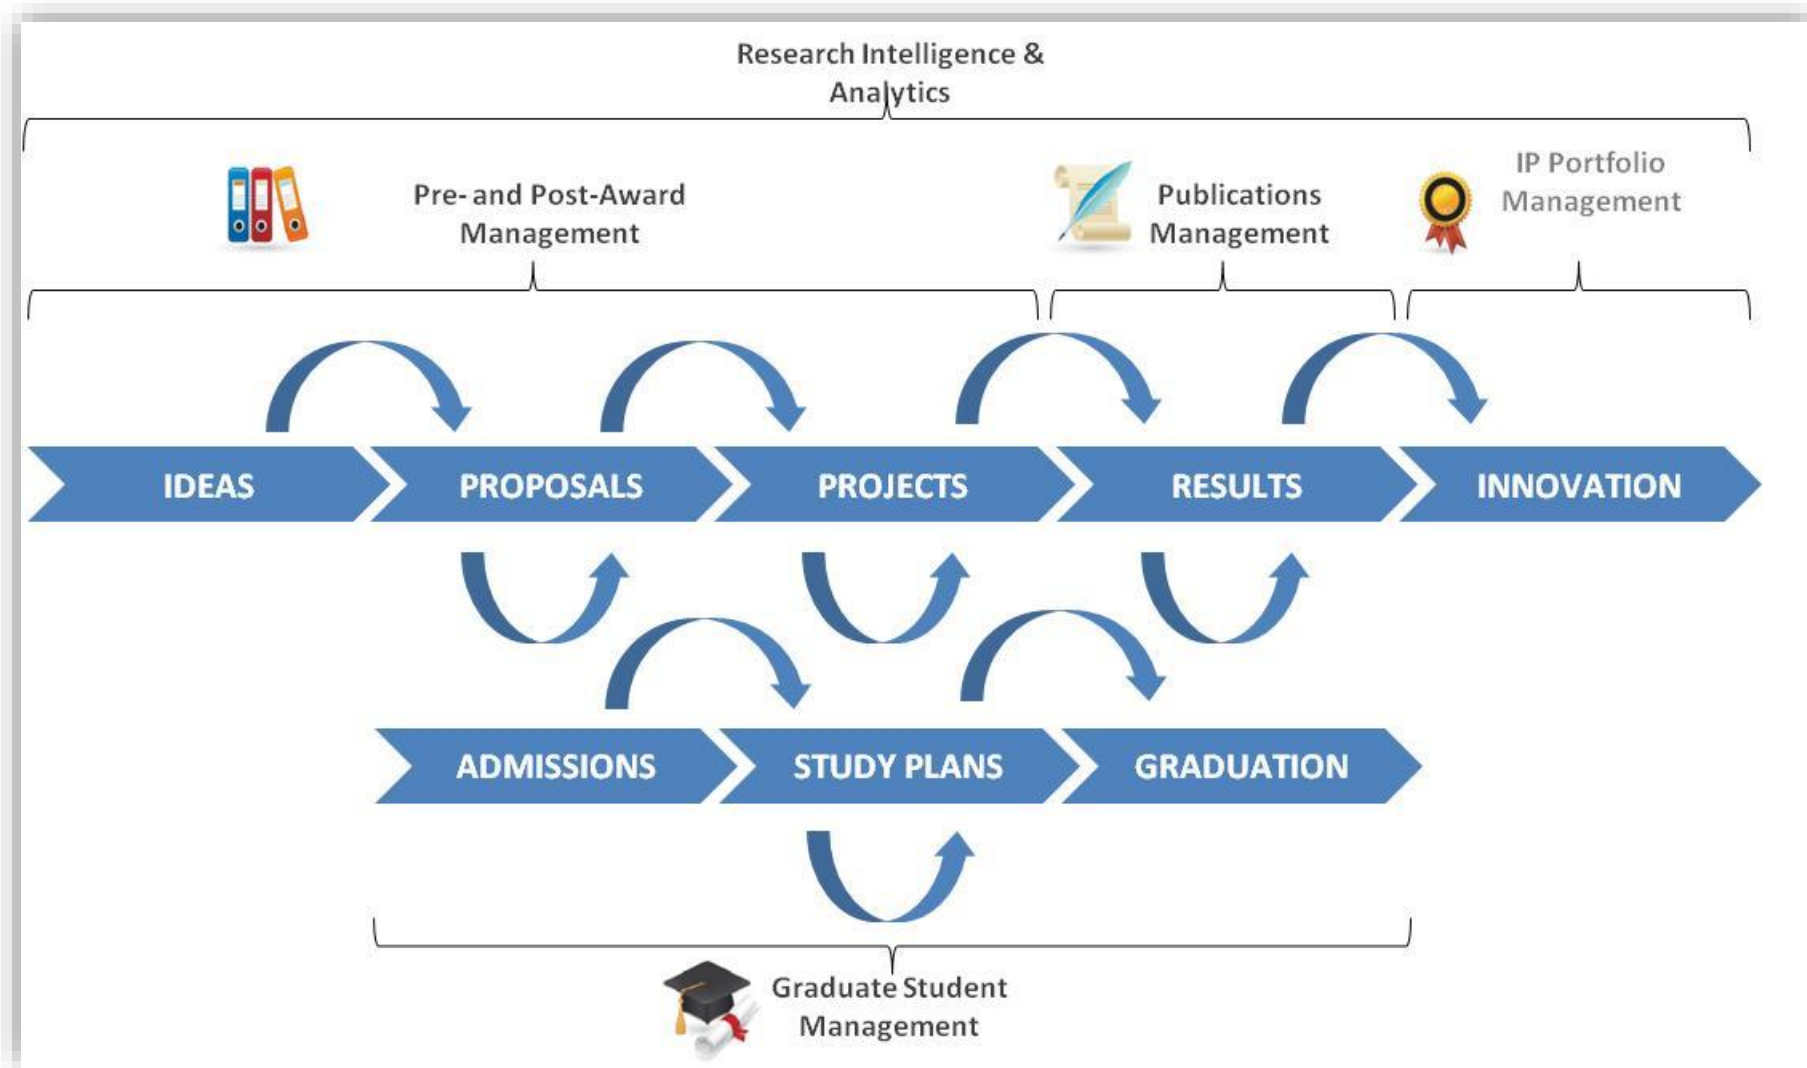 Research Intelligence &
Analytics
Pre- and Post-Award
Management
Publications
Management
IP Portfolio
Management
IDEAS
PROPOSALS
PROJECTS
RESULTS
INNOVATION
ADMISSIONS
STUDY PLANS
GRADUATION
Graduate Student
Management